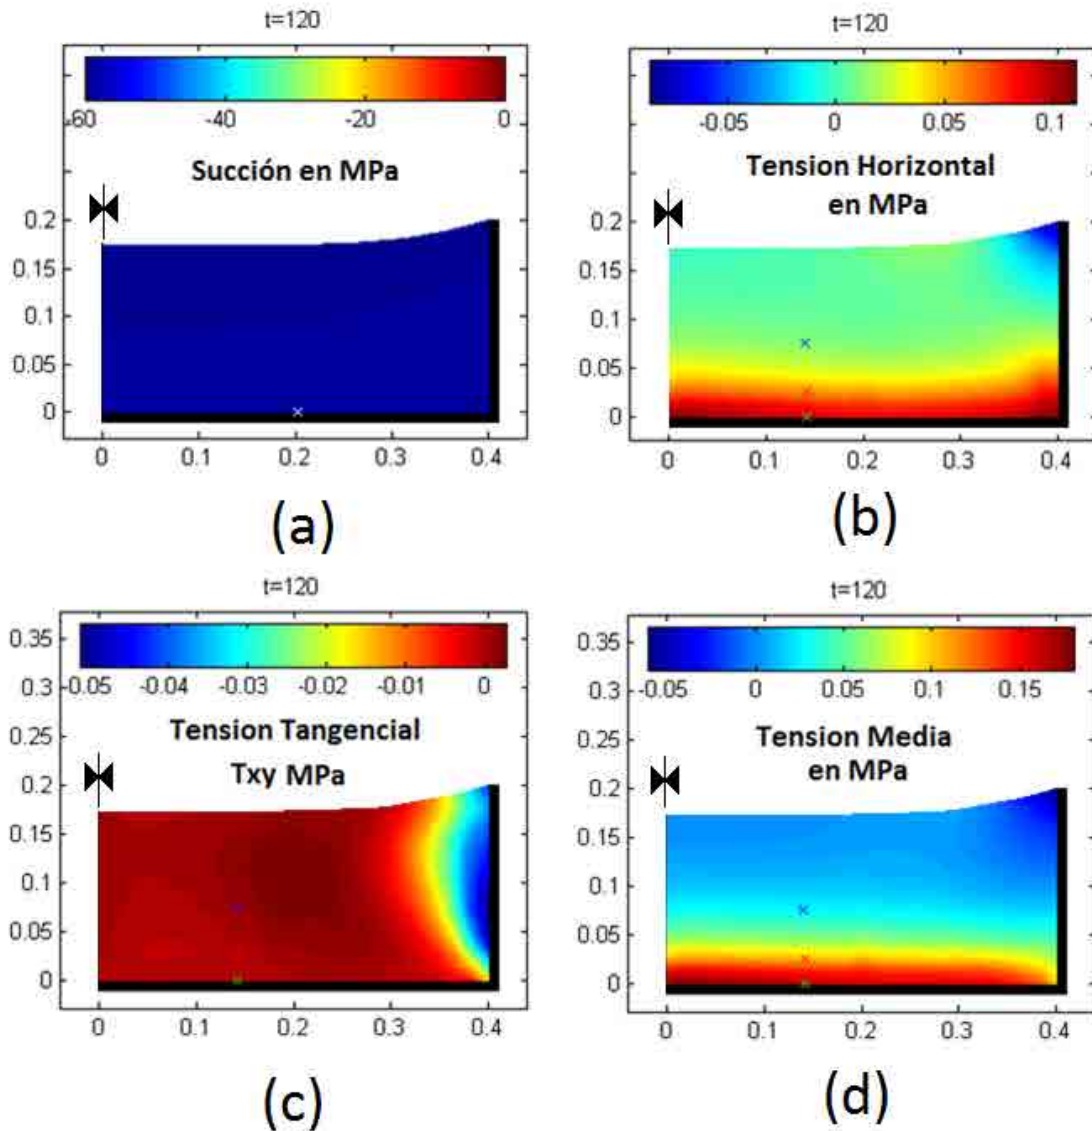 t=120
-60 -40 -20 0
Succión en MPa
0.2
0.15
0.1
0.05
0
0 0.1 0.2 0.3 0.4
(a)
t=120
-0.05 0 0.05 0.1
Tension Horizontal
en MPa
0.2
0.15
0.1
0.05
0
0 0.1 0.2 0.3 0.4
(b)
t=120
0.35
0.3
0.25
0.2
0.15
0.1
0.05
0
-0.05 -0.04 -0.03 -0.02 -0.01 0
Tension Tangencial
Txy MPa
0 0.1 0.2 0.3 0.4
(c)
t=120
0.35
0.3
0.25
0.2
0.15
0.1
0.05
0
-0.05 0 0.05 0.1 0.15
Tension Media
en MPa
0 0.1 0.2 0.3 0.4
(d)